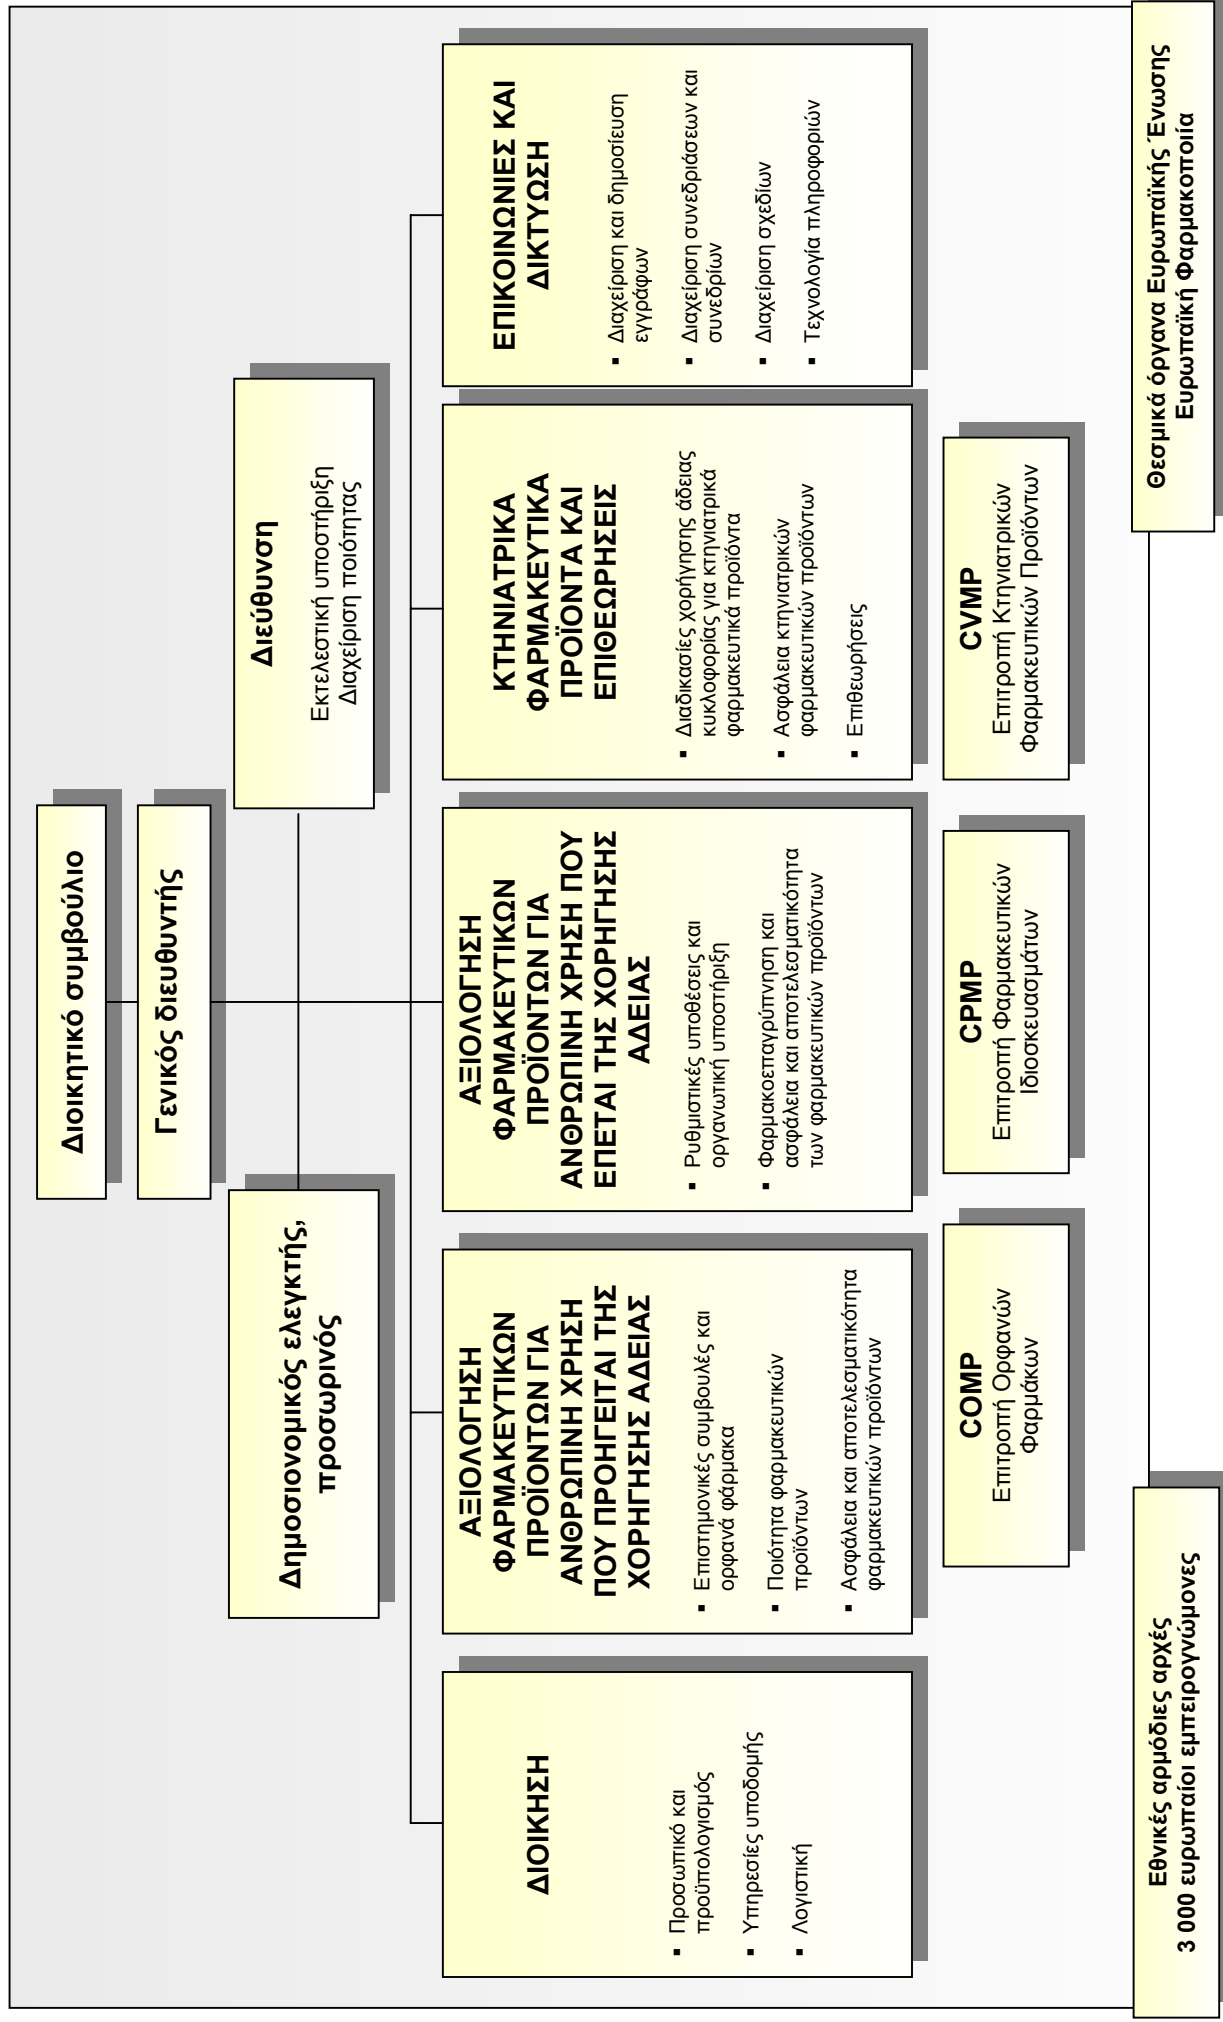 Διοικητικό συμβούλιο
Γενικός διευθυντής
Δημοσιονομικός ελεγκτής,
προσωρινός
Διεύθυνση
Εκτελεστική υποστήριξη
Διαχείριση ποιότητας
ΔΙΟΙΚΗΣΗ
▪ Προσωπικό και
προϋπολογισμός
▪ Υπηρεσίες υποδομής
▪ Λογιστική
ΑΞΙΟΛΟΓΗΣΗ
ΦΑΡΜΑΚΕΥΤΙΚΩΝ
ΠΡΟΪΟΝΤΩΝ ΓΙΑ
ΑΝΘΡΩΠΙΝΗ ΧΡΗΣΗ
ΠΟΥ ΠΡΟΗΓΕΙΤΑΙ ΤΗΣ
ΧΟΡΗΓΗΣΗΣ ΑΔΕΙΑΣ
▪ Επιστημονικές συμβουλές και
ορφανά φάρμακα
▪ Ποιότητα φαρμακευτικών
προϊόντων
▪ Ασφάλεια και αποτελεσματικότητα
φαρμακευτικών προϊόντων
ΑΞΙΟΛΟΓΗΣΗ
ΦΑΡΜΑΚΕΥΤΙΚΩΝ
ΠΡΟΪΟΝΤΩΝ ΓΙΑ
ΑΝΘΡΩΠΙΝΗ ΧΡΗΣΗ ΠΟΥ
ΕΠΕΤΑΙ ΤΗΣ ΧΟΡΗΓΗΣΗΣ
ΑΔΕΙΑΣ
▪ Ρυθμιστικές υποθέσεις και
οργανωτική υποστήριξη
▪ Φαρμακοεπαγρύπνηση και
ασφάλεια και αποτελεσματικότητα
των φαρμακευτικών προϊόντων
ΚΤΗΝΙΑΤΡΙΚΑ
ΦΑΡΜΑΚΕΥΤΙΚΑ
ΠΡΟΪΟΝΤΑ ΚΑΙ
ΕΠΙΘΕΩΡΗΣΕΙΣ
▪ Διαδικασίες χορήγησης άδειας
κυκλοφορίας για κτηνιατρικά
φαρμακευτικά προϊόντα
▪ Ασφάλεια κτηνιατρικών
φαρμακευτικών προϊόντων
▪ Επιθεωρήσεις
ΕΠΙΚΟΙΝΩΝΙΕΣ ΚΑΙ
ΔΙΚΤΥΩΣΗ
▪ Διαχείριση και δημοσίευση
εγγράφων
▪ Διαχείριση συνεδριάσεων και
συνεδρίων
▪ Διαχείριση σχεδίων
▪ Τεχνολογία πληροφοριών
COMP
Επιτροπή Ορφανών
Φαρμάκων
CPMP
Επιτροπή Φαρμακευτικών
Ιδιοσκευασμάτων
CVMP
Επιτροπή Κτηνιατρικών
Φαρμακευτικών Προϊόντων
Εθνικές αρμόδιες αρχές
3 000 ευρωπαίοι εμπειρογνώμονες
Θεσμικά όργανα Ευρωπαϊκής Ένωσης
Ευρωπαϊκή Φαρμακοποιία